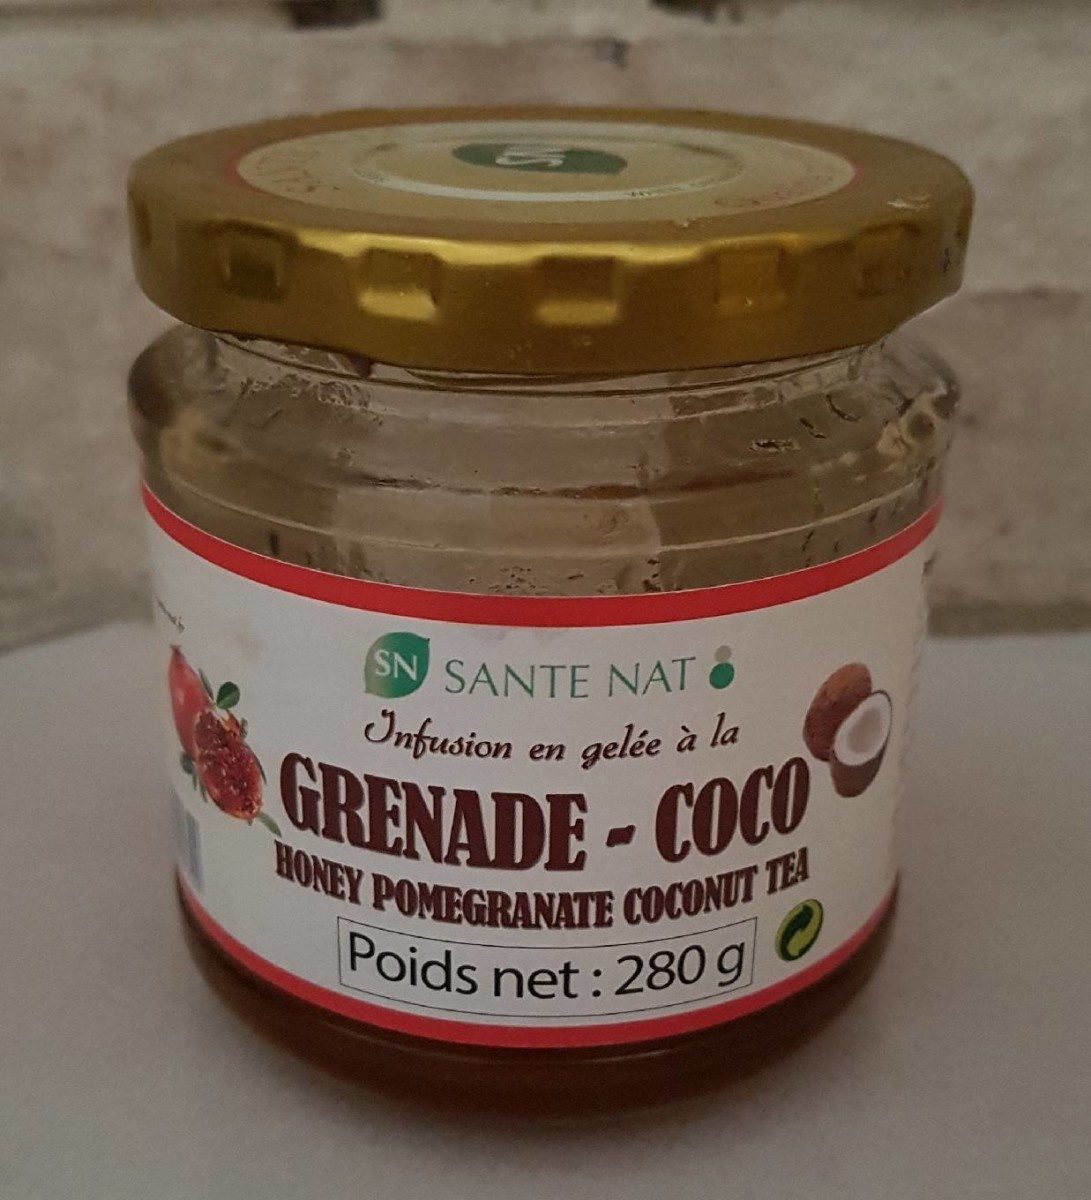 SN SANTE NAT
Infusion en gelée à la
GRENADE - COCO
HONEY POMEGRANATE COCONUT TEA
Poids net : 280 g